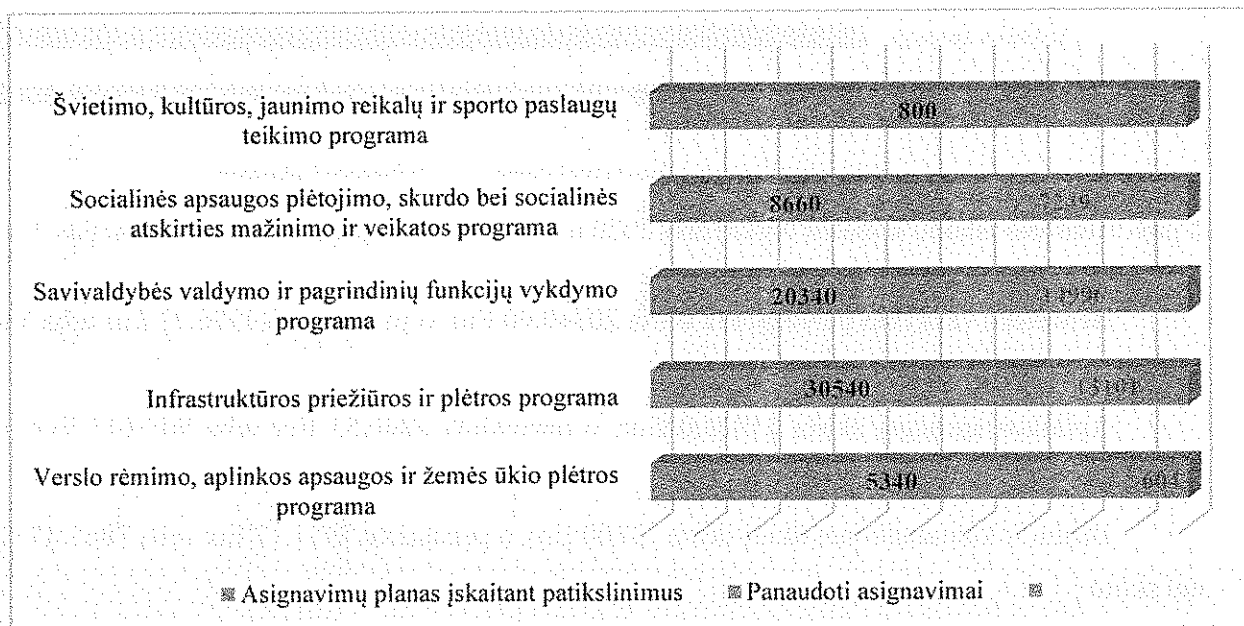 Švietimo, kultūros, jaunimo reikalų ir sporto paslaugų
teikimo programa
800
Socialinės apsaugos plėtojimo, skurdo bei socialinės
atskirties mažinimo ir veikatos programa
8660
Savivaldybės valdymo ir pagrindinių funkcijų vykdymo
programa
20340
Infrastruktūros priežiūros ir plėtros programa
30540
Verslo rėmimo, aplinkos apsaugos ir žemės ūkio plėtros
programa
5340
Asignavimų planas įskaitant patikslinimus Panaudoti asignavimai